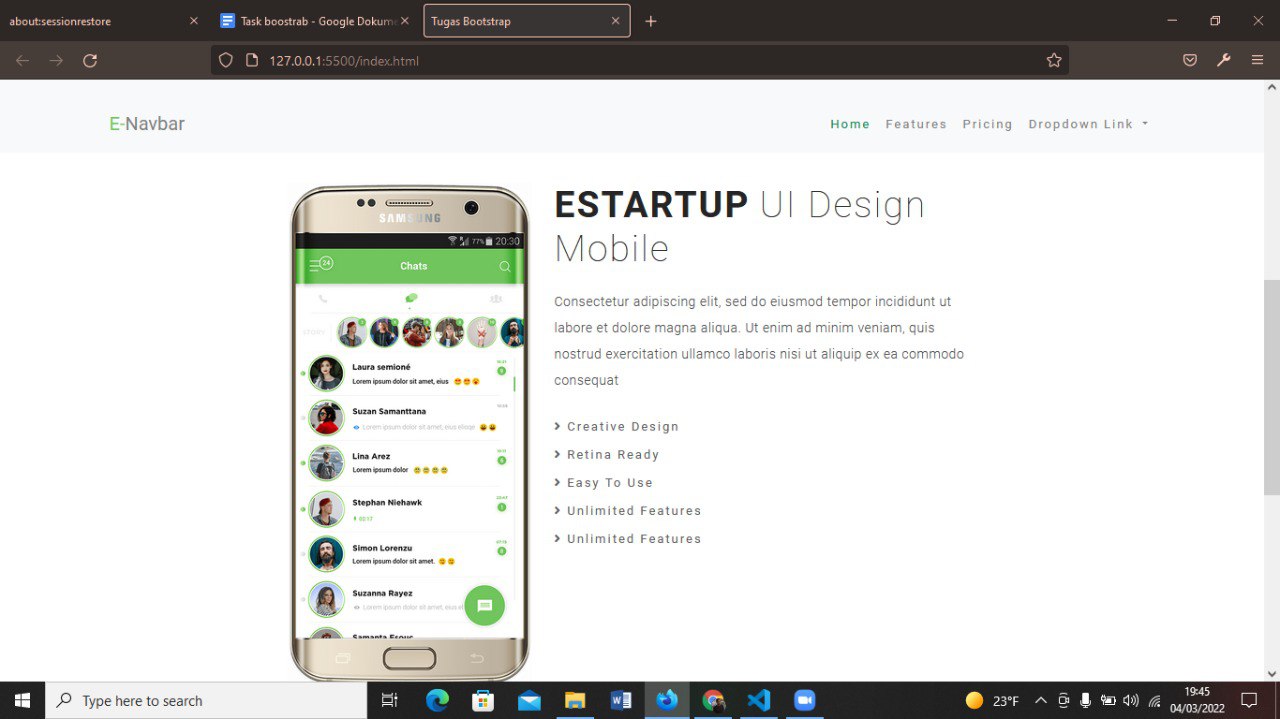 about:sessionrestore
Task boostrab - Google Dokume
Tugas Bootstrap
127.0.0.1:5500/index.html
E-Navbar
Home Features Pricing Dropdown Link
SAMSUNG
77% 20:30
24
Chats
Laura semioné
Lorem ipsum dolor sit amet, eius
Suzan Samanttana
Lorem ipsum dolor sit amet, eius elioqe
Lina Arez
Lorem ipsum dolor
Stephan Niehawk
Simon Lorenzu
Lorem ipsum dolor sit amet.
Suzanna Rayez
Lorem ipsum dolor sit amet, eius el
Samanta Esouc
ESTARTUP UI Design
Mobile
Consectetur adipiscing elit, sed do eiusmod tempor incididunt ut
labore et dolore magna aliqua. Ut enim ad minim veniam, quis
nostrud exercitation ullamco laboris nisi ut aliquip ex ea commodo
consequat
Creative Design
Retina Ready
Easy To Use
Unlimited Features
Unlimited Features
Type here to search
23°F
19:45
04/03/2022